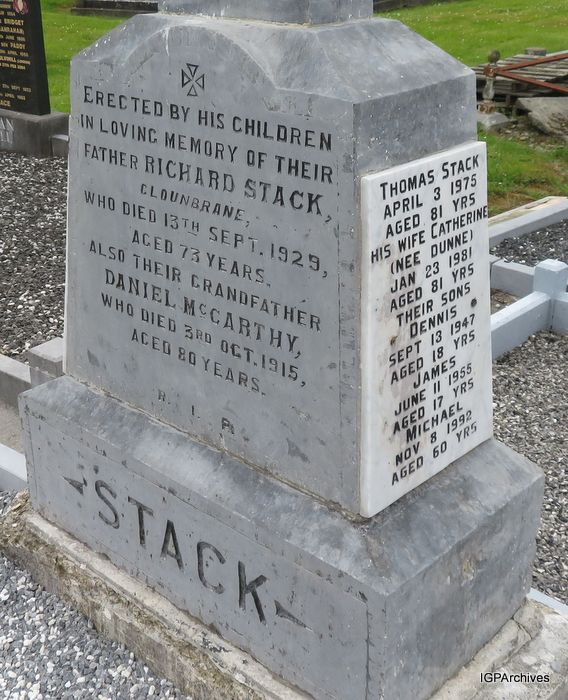 ERECTED BY HIS CHILDREN
IN LOVING MEMORY OF THEIR
FATHER RICHARD STACK,
CLOUNBRANE,
WHO DIED 13TH SEPT. 1929,
AGED 73 YEARS.
ALSO THEIR GRANDFATHER
DANIEL MCCARTHY,
WHO DIED 3RD OCT. 1915,
AGED 80 YEARS.
R.I.P.
STACK
THOMAS STACK
APRIL 3 1975
AGED 81 YRS
HIS WIFE CATHERINE
(NEE DUNNE)
JAN 23 1981
AGED 81 YRS
THEIR SONS
DENNIS
SEPT 13 1947
AGED 18 YRS
JAMES
JUNE 11 1955
AGED 17 YRS
MICHAEL
NOV 8 1992
AGED 60 YRS
BRIDGET
IGPArchives